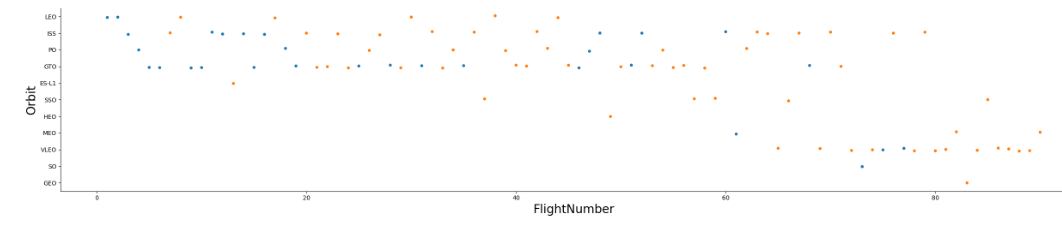 LEO
ISS
PO
GTO
ES-L1
SSO
HEO
MEO
VLEO
SO
GEO
Orbit
0 20 40 60 80
FlightNumber